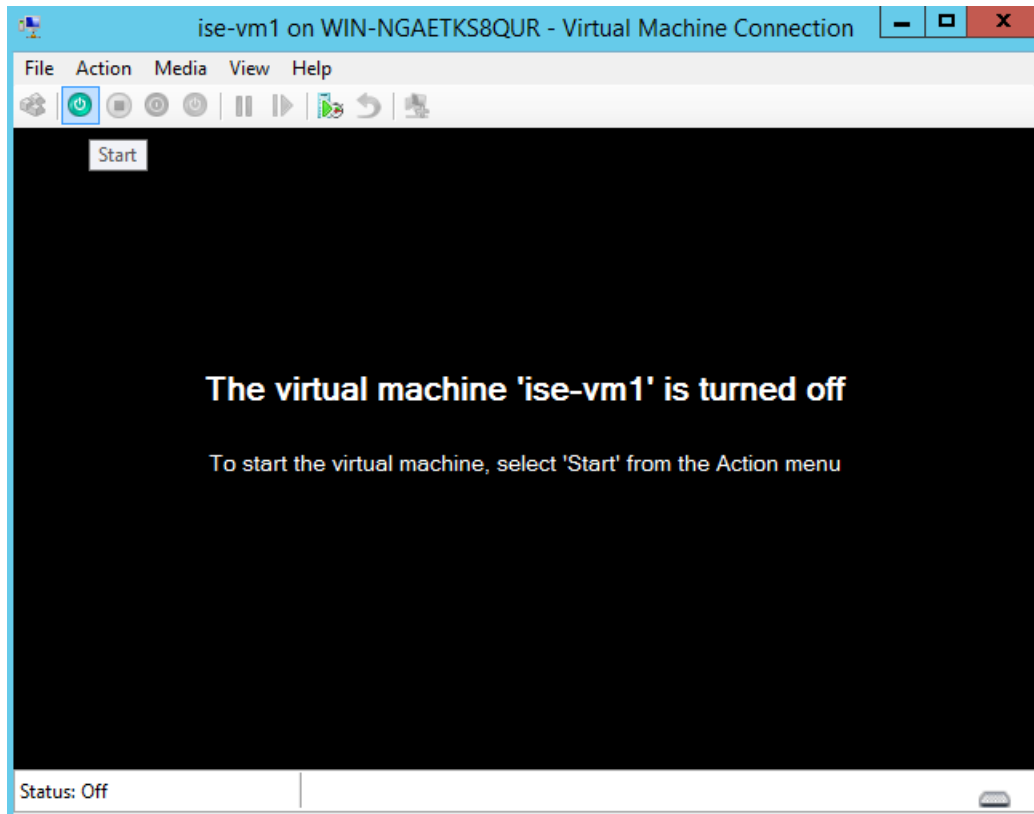 ise-vm1 on WIN-NGAETKS8QUR - Virtual Machine Connection
File Action Media View Help
Start
The virtual machine 'ise-vm1' is turned off
To start the virtual machine, select 'Start' from the Action menu
Status: Off